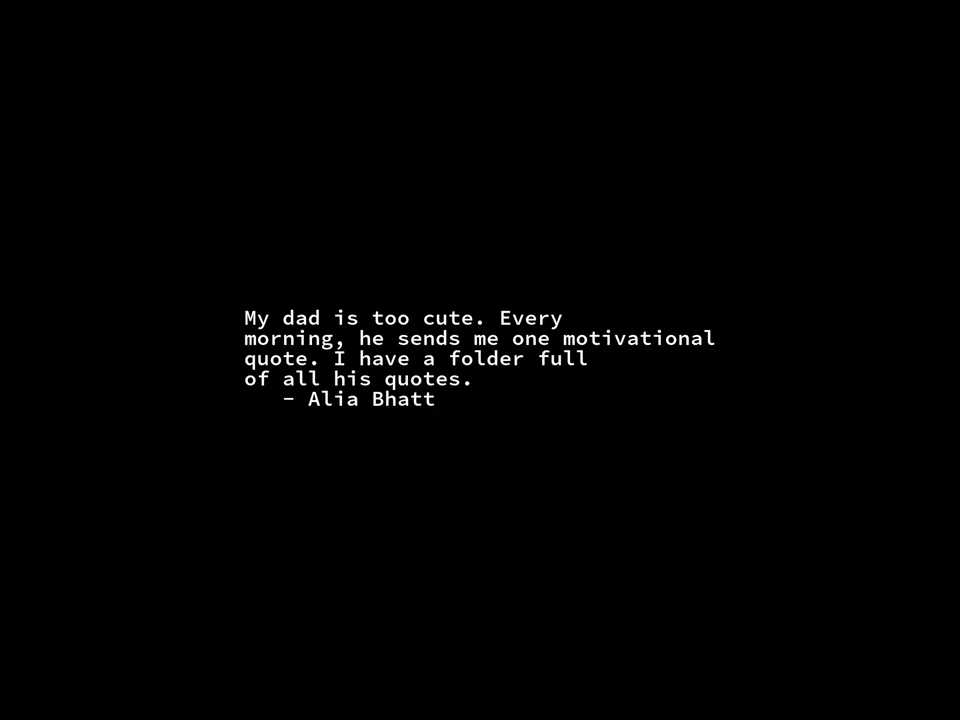 My dad is too cute. Every
morning, he sends me one motivational
quote. I have a folder full
of all his quotes.
– Alia Bhatt